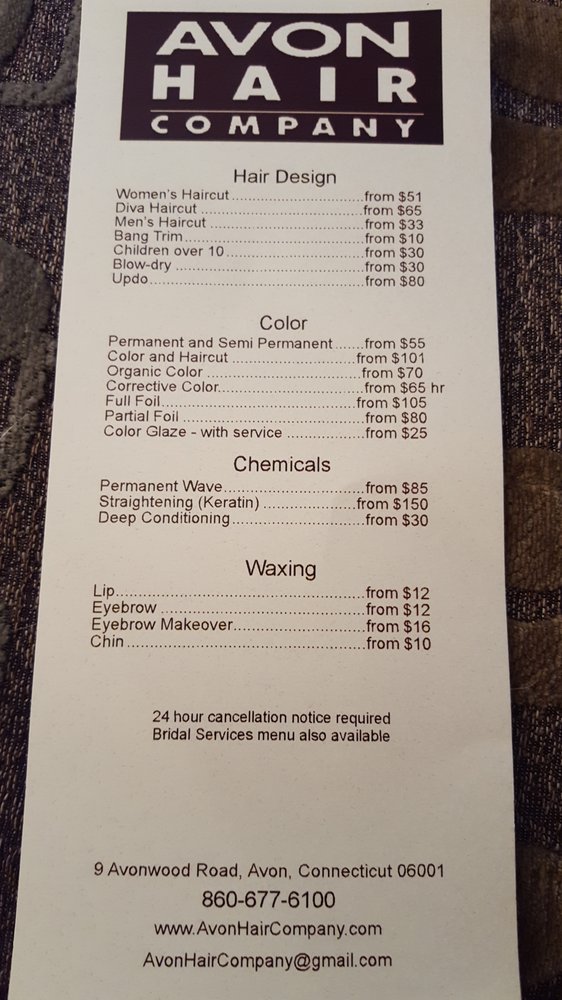 AVON
HAIR
COMPANY
Hair Design
Women's Haircut..............................from $51
Diva Haircut ....................................from $65
Men's Haircut ..................................from $33
Bang Trim........................................from $10
Children over 10...............................from $30
Blow-dry ..........................................from $30
Updo................................................from $80
Color
Permanent and Semi Permanent .......from $55
Color and Haircut ............................from $101
Organic Color ...................................from $70
Corrective Color................................from $65 hr
Full Foil............................................from $105
Partial Foil ........................................from $80
Color Glaze - with service .................from $25
Chemicals
Permanent Wave...............................from $85
Straightening (Keratin) ....................from $150
Deep Conditioning.............................from $30
Waxing
Lip......................................................from $12
Eyebrow ............................................from $12
Eyebrow Makeover............................from $16
Chin ...................................................from $10
24 hour cancellation notice required
Bridal Services menu also available
9 Avonwood Road, Avon, Connecticut 06001
860-677-6100
www.AvonHairCompany.com
AvonHairCompany@gmail.com